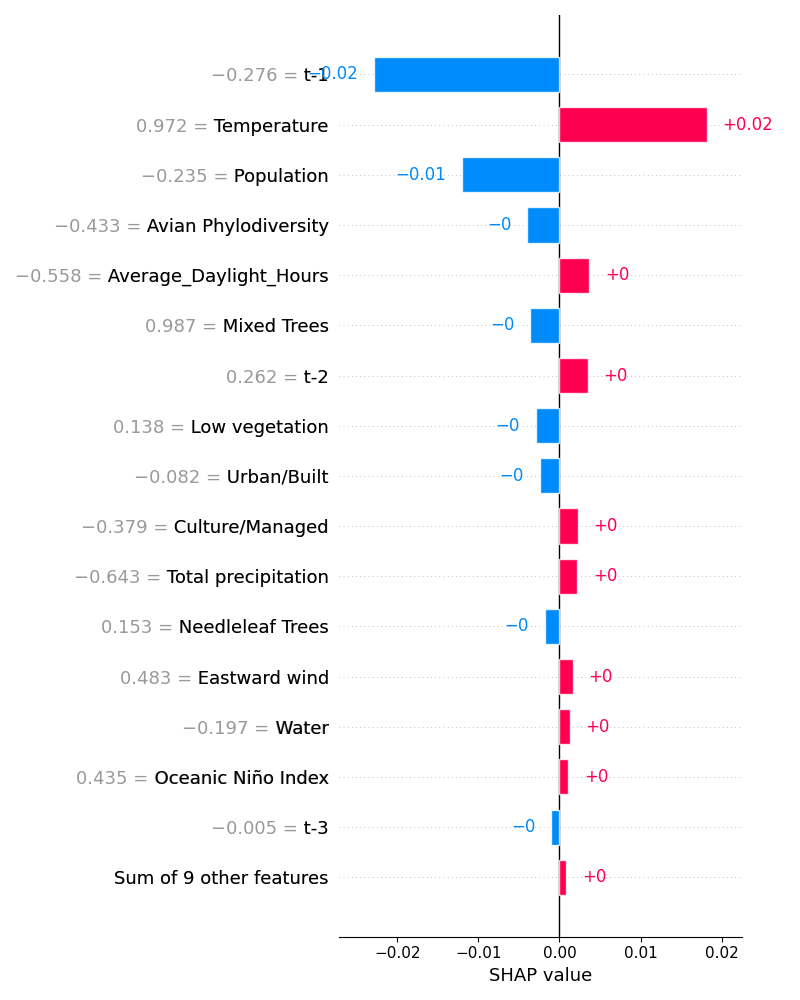 −0.276 = t-1 −0.02
0.972 = Temperature +0.02
−0.235 = Population −0.01
−0.433 = Avian Phylodiversity −0
−0.558 = Average_Daylight_Hours +0
0.987 = Mixed Trees −0
0.262 = t-2 +0
0.138 = Low vegetation −0
−0.082 = Urban/Built −0
−0.379 = Culture/Managed +0
−0.643 = Total precipitation +0
0.153 = Needleleaf Trees −0
0.483 = Eastward wind +0
−0.197 = Water +0
0.435 = Oceanic Niño Index +0
−0.005 = t-3 −0
Sum of 9 other features +0
−0.02 −0.01 0.00 0.01 0.02
SHAP value